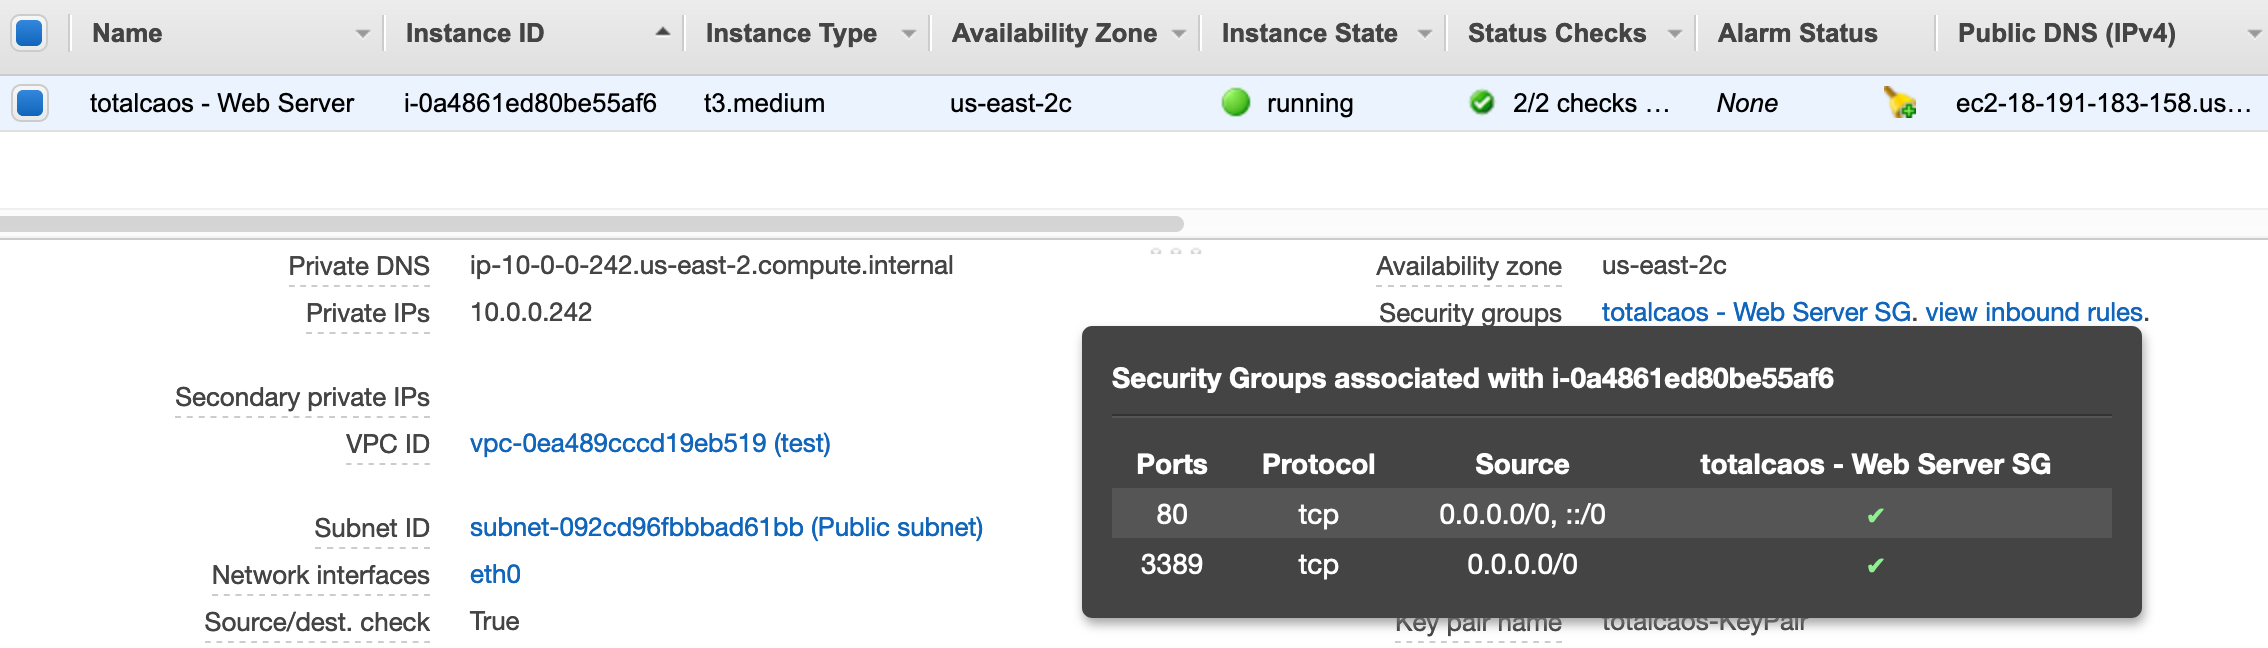 Name Instance ID Instance Type Availability Zone Instance State Status Checks Alarm Status Public DNS (IPv4)
totalcaos - Web Server i-0a4861ed80be55af6 t3.medium us-east-2c running 2/2 checks ... None ec2-18-191-183-158.us...
Private DNS ip-10-0-0-242.us-east-2.compute.internal Availability zone us-east-2c
Private IPs 10.0.0.242 Security groups totalcaos - Web Server SG. view inbound rules.
Security Groups associated with i-0a4861ed80be55af6
Secondary private IPs
VPC ID vpc-0ea489cccd19eb519 (test)
Ports Protocol Source totalcaos - Web Server SG
80 tcp 0.0.0.0/0, ::/0 ✔
Subnet ID subnet-092cd96fbbbad61bb (Public subnet)
3389 tcp 0.0.0.0/0 ✔
Network interfaces eth0
Source/dest. check True Key pair name totalcaos-KeyPair